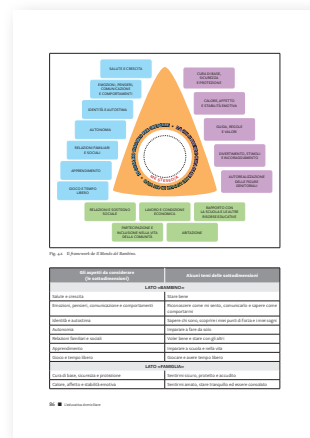 SALUTE E CRESCITA
EMOZIONI, PENSIERI,
COMUNICAZIONE
E COMPORTAMENTI
IDENTITÀ E AUTOSTIMA
AUTONOMIA
RELAZIONI FAMILIARI
E SOCIALI
APPRENDIMENTO
GIOCO E TEMPO
LIBERO
CURA DI BASE,
SICUREZZA
E PROTEZIONE
CALORE, AFFETTO
E STABILITÀ EMOTIVA
GUIDA, REGOLE
E VALORI
DIVERTIMENTO, STIMOLI
E INCORAGGIAMENTO
AUTOREALIZZAZIONE
DELLE FIGURE
GENITORIALI
RELAZIONI E SOSTEGNO
SOCIALE
LAVORO E CONDIZIONE
ECONOMICA
RAPPORTO CON
LA SCUOLA E LE ALTRE
RISORSE EDUCATIVE
PARTECIPAZIONE E
INCLUSIONE NELLA VITA
DELLA COMUNITÀ
ABITAZIONE
Il framework de Il Mondo del Bambino.
Gli aspetti da considerare
(le sottodimensioni)
Alcuni temi delle sottodimensioni
LATO «BAMBINO»
Salute e crescita
Stare bene
Emozioni, pensieri, comunicazione e comportamenti
Riconoscere come mi sento, comunicarlo e sapere come
comportarmi
Identità e autostima
Sapere chi sono, scoprire i miei punti di forza e i miei sogni
Autonomia
Imparare a fare da solo
Relazioni familiari e sociali
Voler bene e stare con gli altri
Apprendimento
Imparare a scuola e nella vita
Gioco e tempo libero
Giocare e avere tempo libero
LATO «FAMIGLIA»
Cura di base, sicurezza e protezione
Sentirmi sicuro, protetto e accudito
Calore, affetto e stabilità emotiva
Sentirmi amato, stare tranquillo ed essere consolato